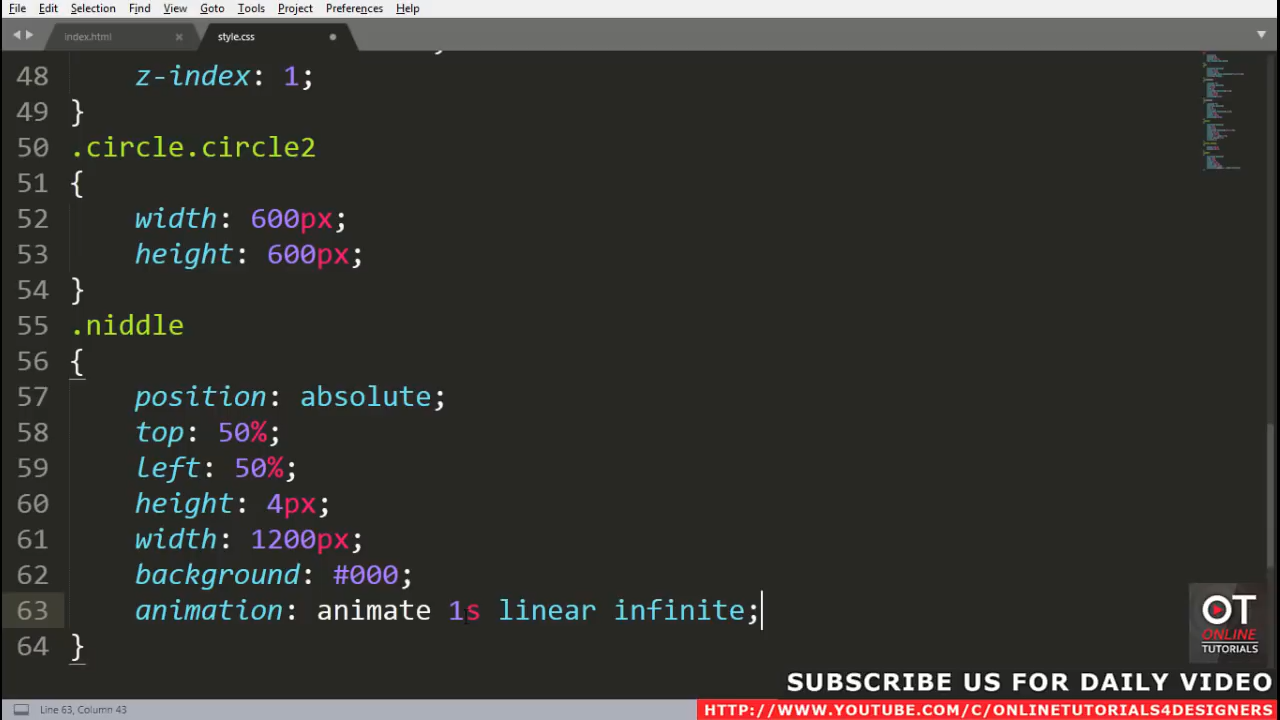 File Edit Selection Find View Goto Tools Project Preferences Help
index.html style.css
48 z-index: 1;
49 }
50 .circle.circle2
51 {
52 width: 600px;
53 height: 600px;
54 }
55 .niddle
56 {
57 position: absolute;
58 top: 50%;
59 left: 50%;
60 height: 4px;
61 width: 1200px;
62 background: #000;
63 animation: animate 1s linear infinite;
64 }
OT
ONLINE
TUTORIALS
SUBSCRIBE US FOR DAILY VIDEO
Line 63, Column 43
HTTP://WWW.YOUTUBE.COM/C/ONLINETUTORIALS4DESIGNERS